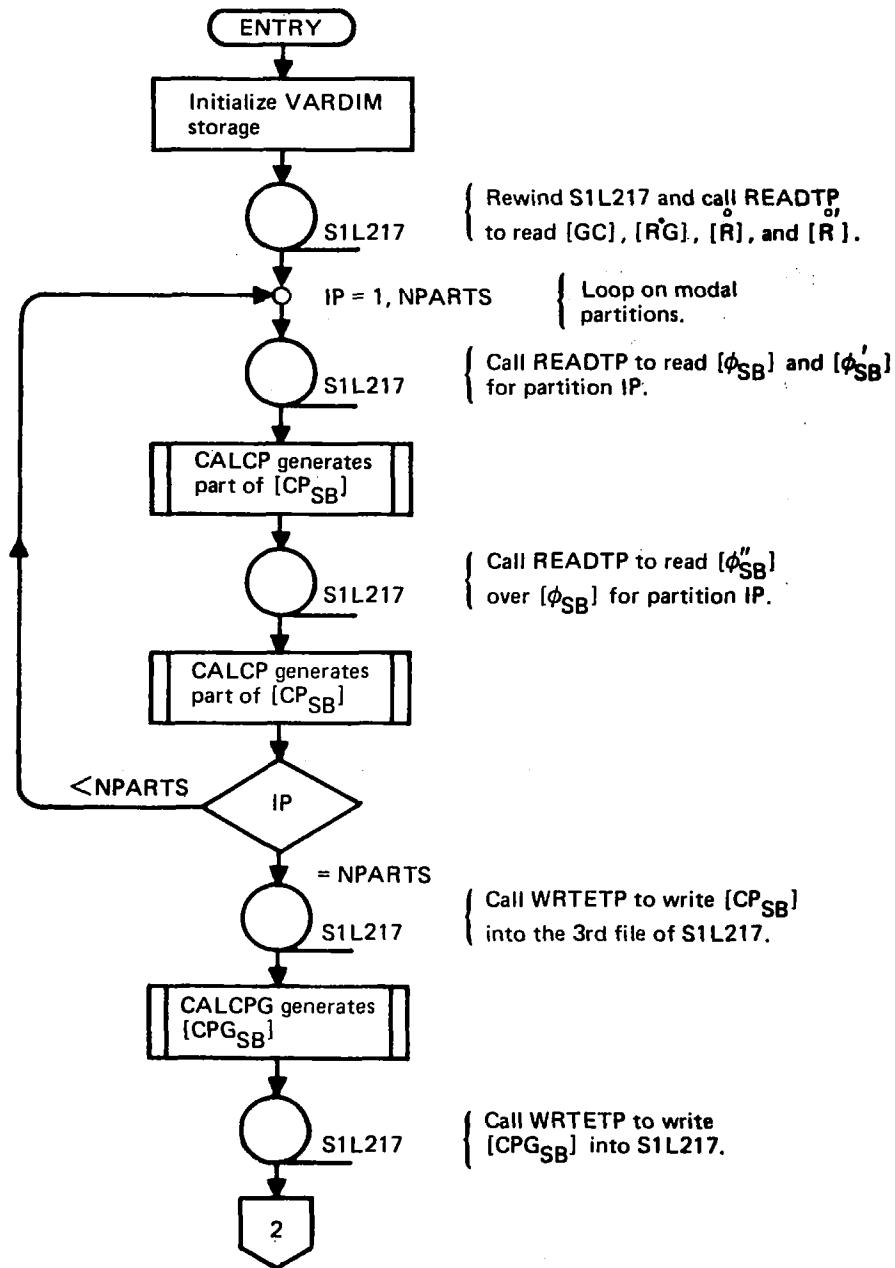 ENTRY
Initialize VARDIM
storage
S1L217
{ Rewind S1L217 and call READTP
to read [GC], [ṘG], [R̊], and [R̊′].
IP = 1, NPARTS
{ Loop on modal
partitions.
S1L217
{ Call READTP to read [ϕSB] and [ϕ′SB]
for partition IP.
CALCP generates
part of [CPSB]
S1L217
{ Call READTP to read [ϕ″SB]
over [ϕSB] for partition IP.
CALCP generates
part of [CPSB]
<NPARTS
IP
= NPARTS
S1L217
{ Call WRTETP to write [CPSB]
into the 3rd file of S1L217.
CALCPG generates
[CPGSB]
S1L217
{ Call WRTETP to write
[CPGSB] into S1L217.
2